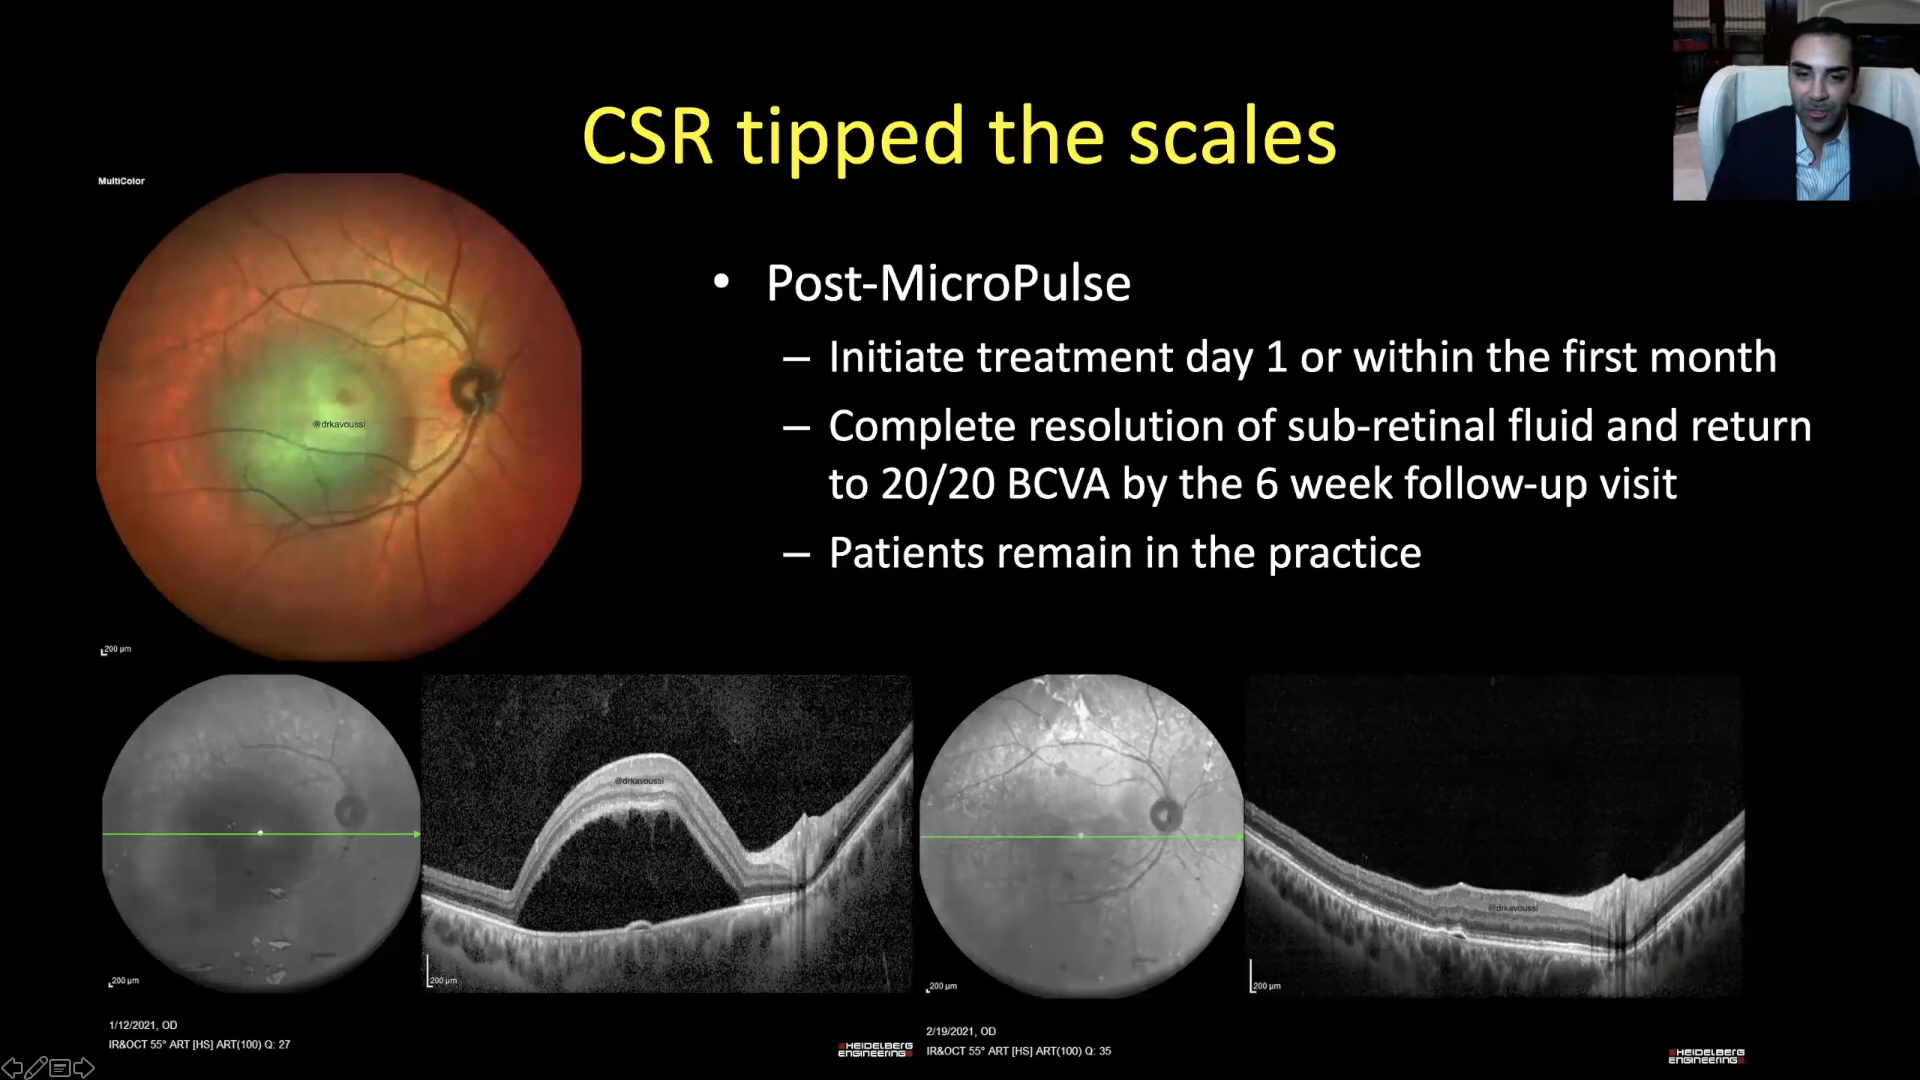 CSR tipped the scales
MultiColor
@drkavoussi
200 µm
• Post-MicroPulse
– Initiate treatment day 1 or within the first month
– Complete resolution of sub-retinal fluid and return
to 20/20 BCVA by the 6 week follow-up visit
– Patients remain in the practice
200 µm
@drkavoussi
200 µm
1/12/2021, OD
IR&OCT 55° ART [HS] ART(100) Q: 27
HEIDELBERG
ENGINEERING
200 µm
@drkavoussi
200 µm
2/19/2021, OD
IR&OCT 55° ART [HS] ART(100) Q: 35
HEIDELBERG
ENGINEERING